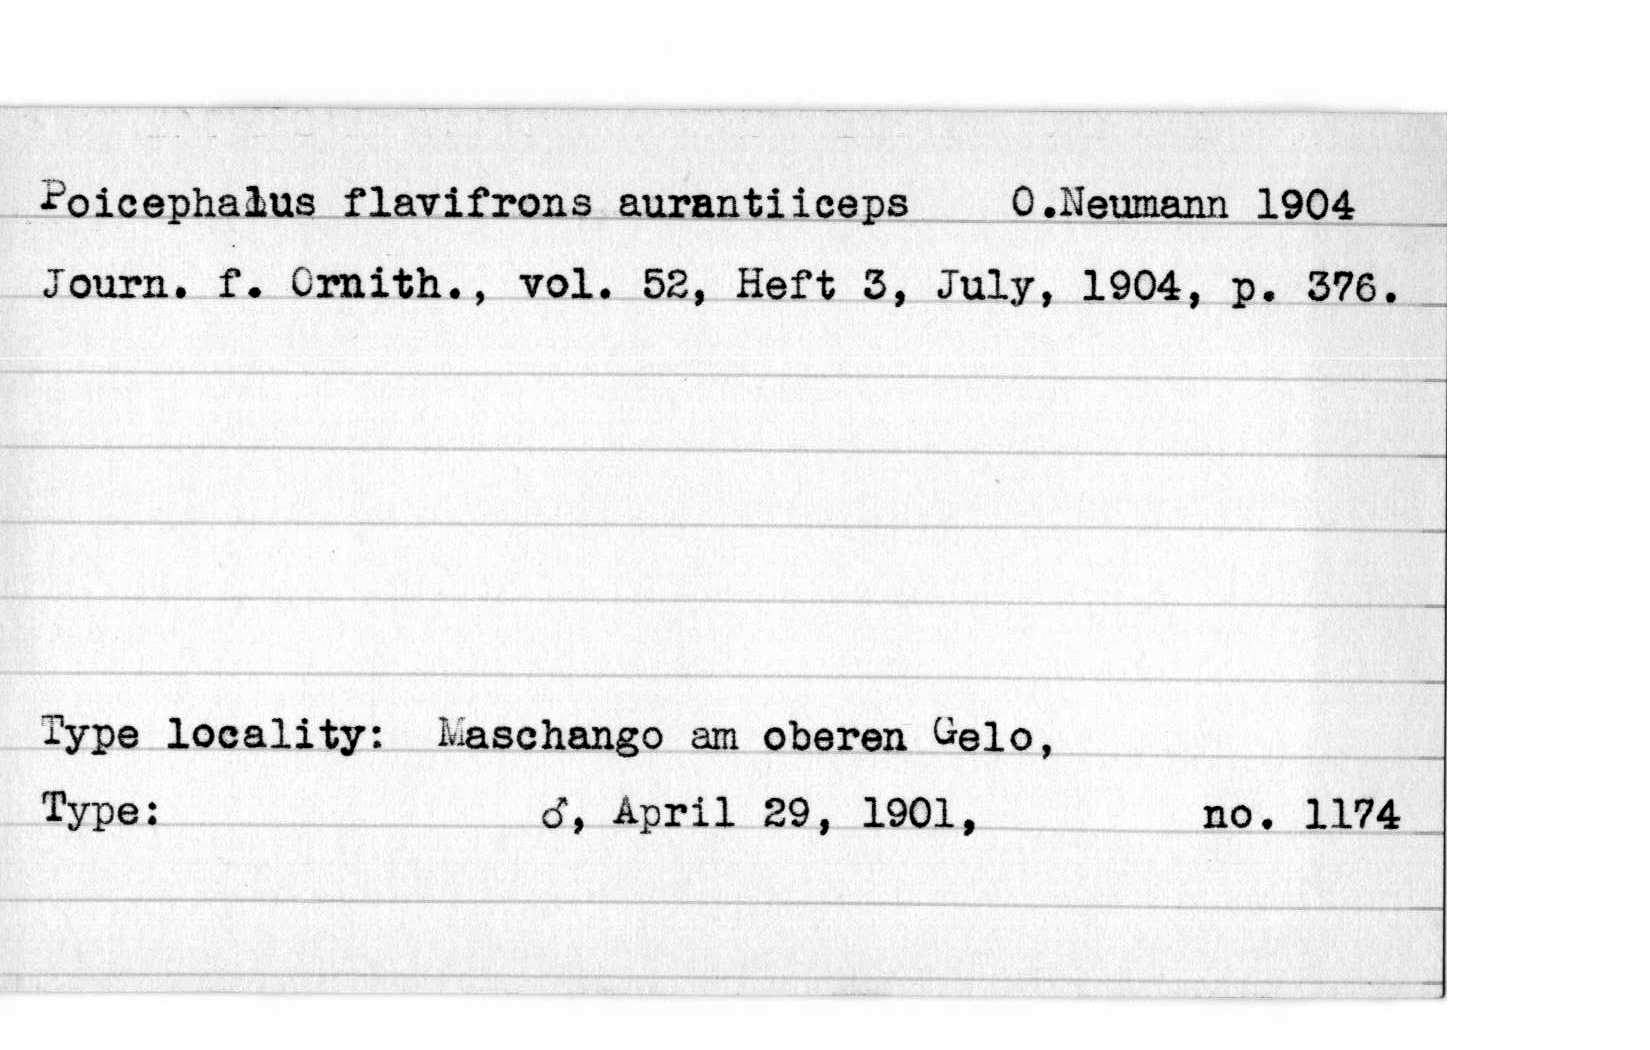 Poicephalus flavifrons aurantiiceps O.Neumann 1904
Journ. f. Ornith., vol. 52, Heft 3, July, 1904, p. 376.
Type locality: Maschango am oberen Gelo,
Type: ♂, April 29, 1901, no. 1174